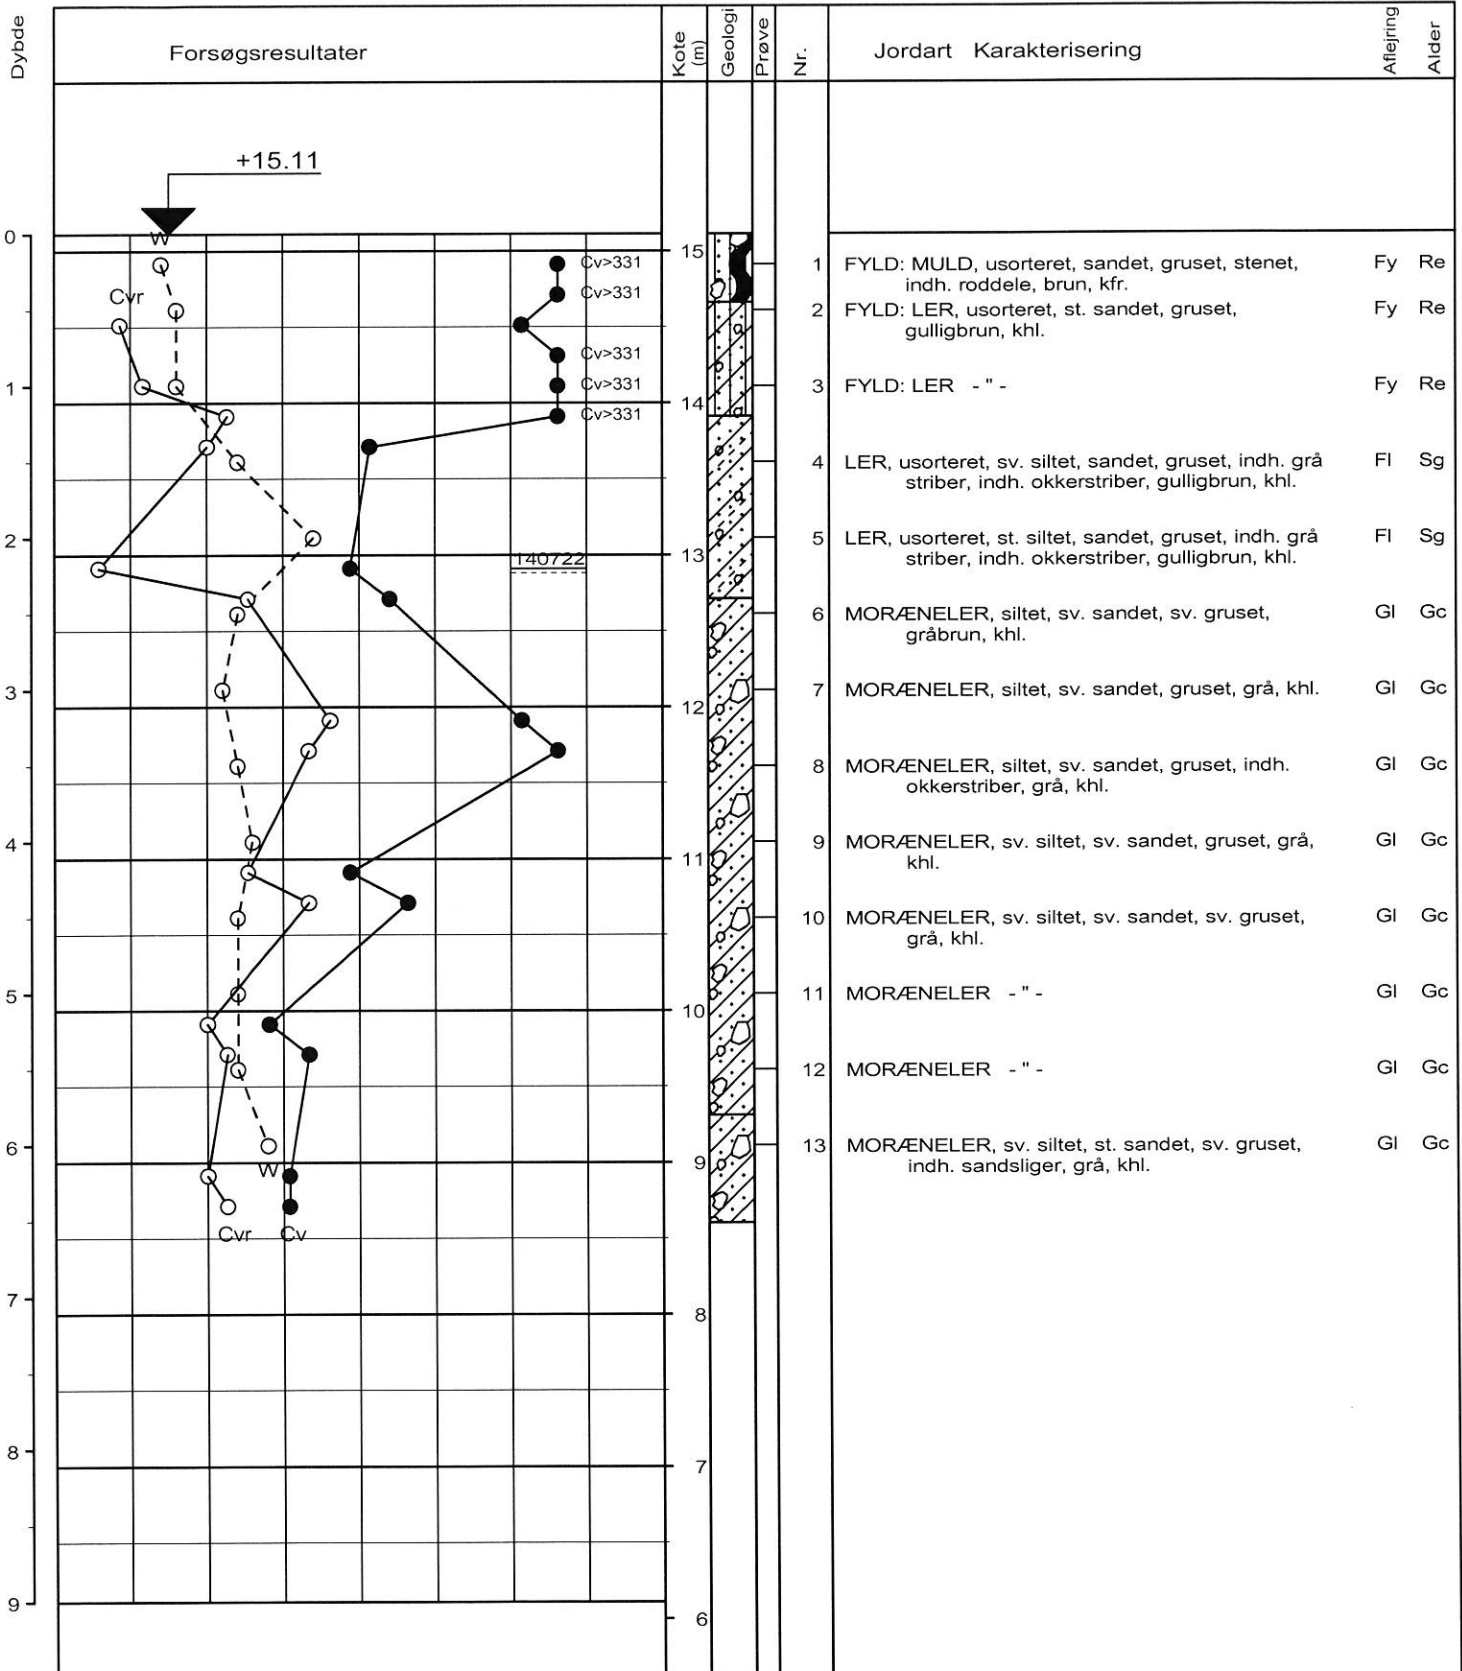 Dybde
Forsøgsresultater
Kote
(m)
Geologi
Prøve
Nr.
Jordart Karakterisering
Aflejring
Alder
+15.11
0
W
15
Cv>331
1 FYLD: MULD, usorteret, sandet, gruset, stenet, Fy Re
indh. roddele, brun, kfr.
Cvr
Cv>331
2 FYLD: LER, usorteret, st. sandet, gruset, Fy Re
gulligbrun, khl.
Cv>331
1
Cv>331
3 FYLD: LER - " - Fy Re
14
Cv>331
4 LER, usorteret, sv. siltet, sandet, gruset, indh. grå Fl Sg
striber, indh. okkerstriber, gulligbrun, khl.
2
5 LER, usorteret, st. siltet, sandet, gruset, indh. grå Fl Sg
striber, indh. okkerstriber, gulligbrun, khl.
13
140722
6 MORÆNELER, siltet, sv. sandet, sv. gruset, Gl Gc
gråbrun, khl.
3
7 MORÆNELER, siltet, sv. sandet, gruset, grå, khl. Gl Gc
12
8 MORÆNELER, siltet, sv. sandet, gruset, indh. Gl Gc
okkerstriber, grå, khl.
4
9 MORÆNELER, sv. siltet, sv. sandet, gruset, grå, Gl Gc
khl.
11
10 MORÆNELER, sv. siltet, sv. sandet, sv. gruset, Gl Gc
grå, khl.
5
11 MORÆNELER - " - Gl Gc
10
12 MORÆNELER - " - Gl Gc
6
13 MORÆNELER, sv. siltet, st. sandet, sv. gruset, Gl Gc
indh. sandsliger, grå, khl.
W
9
Cvr Cv
7
8
8
7
9
6